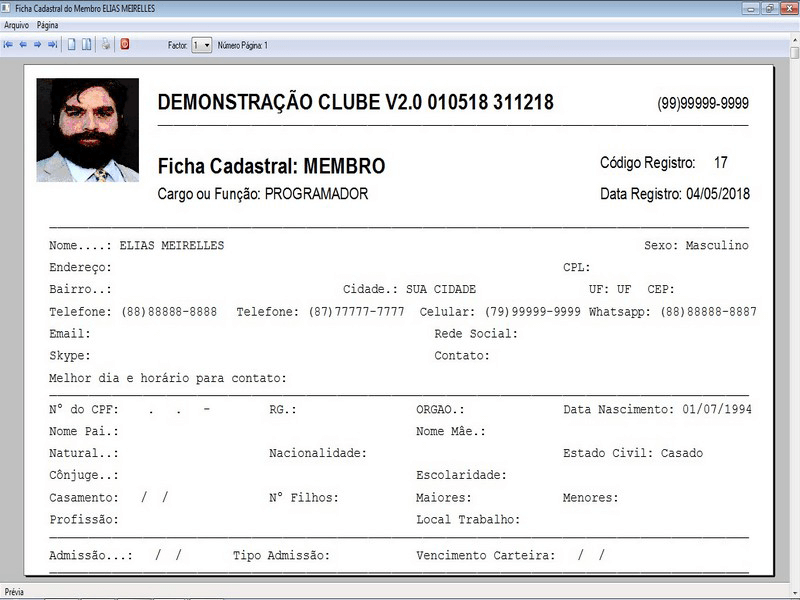 Ficha Cadastral do Membro ELIAS MEIRELLES
Arquivo Página
Factor: 1 Número Página: 1
DEMONSTRAÇÃO CLUBE V2.0 010518 311218 (99)99999-9999
Ficha Cadastral: MEMBRO Código Registro: 17
Cargo ou Função: PROGRAMADOR Data Registro: 04/05/2018
Nome....: ELIAS MEIRELLES Sexo: Masculino
Endereço: CPL:
Bairro..: Cidade.: SUA CIDADE UF: UF CEP:
Telefone: (88)88888-8888 Telefone: (87)77777-7777 Celular: (79)99999-9999 Whatsapp: (88)88888-8887
Email: Rede Social:
Skype: Contato:
Melhor dia e horário para contato:
Nº do CPF: . . - RG.: ORGAO.: Data Nascimento: 01/07/1994
Nome Pai.: Nome Mãe.:
Natural..: Nacionalidade: Estado Civil: Casado
Cônjuge..: Escolaridade:
Casamento: / / Nº Filhos: Maiores: Menores:
Profissão: Local Trabalho:
Admissão...: / / Tipo Admissão: Vencimento Carteira: / /
Prévia